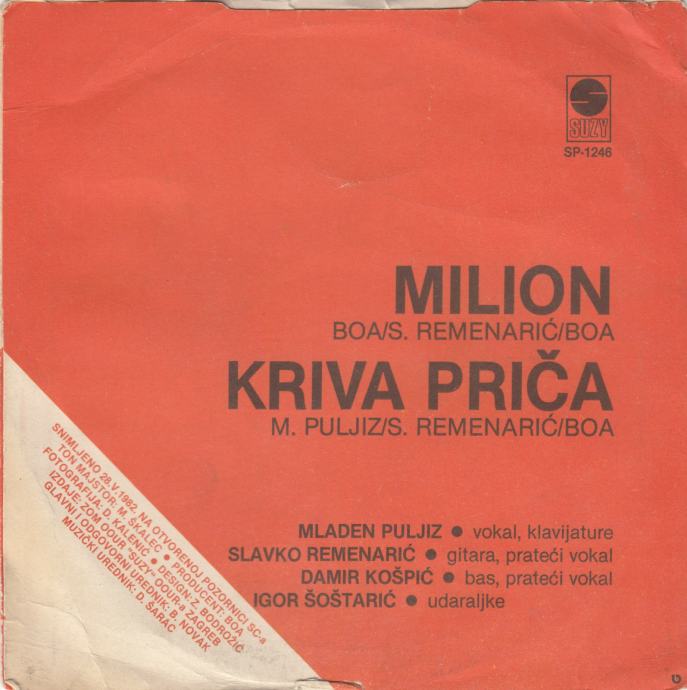 SUZY
SP-1246
MILION
BOA/S. REMENARIĆ/BOA
KRIVA PRIČA
M. PULJIZ/S. REMENARIĆ/BOA
MLADEN PULJIZ ● vokal, klavijature
SLAVKO REMENARIĆ ● gitara, prateći vokal
DAMIR KOŠPIĆ ● bas, prateći vokal
IGOR ŠOŠTARIĆ ● udaraljke
SNIMLJENO 28.V.1982. NA OTVORENOJ POZORNICI SC-a
TON MAJSTOR: M. ŠKALEC ● PRODUCENT: BOA
FOTOGRAFIJA: D. KALENIĆ ● DESIGN: Z. BODROŽIĆ
IZDAJE: ZOM OOUR "SUZY" OOUR-a ZAGREB
GLAVNI I ODGOVORNI UREDNIK: B. NOVAK
MUZIČKI UREDNIK: D. ŠARAC